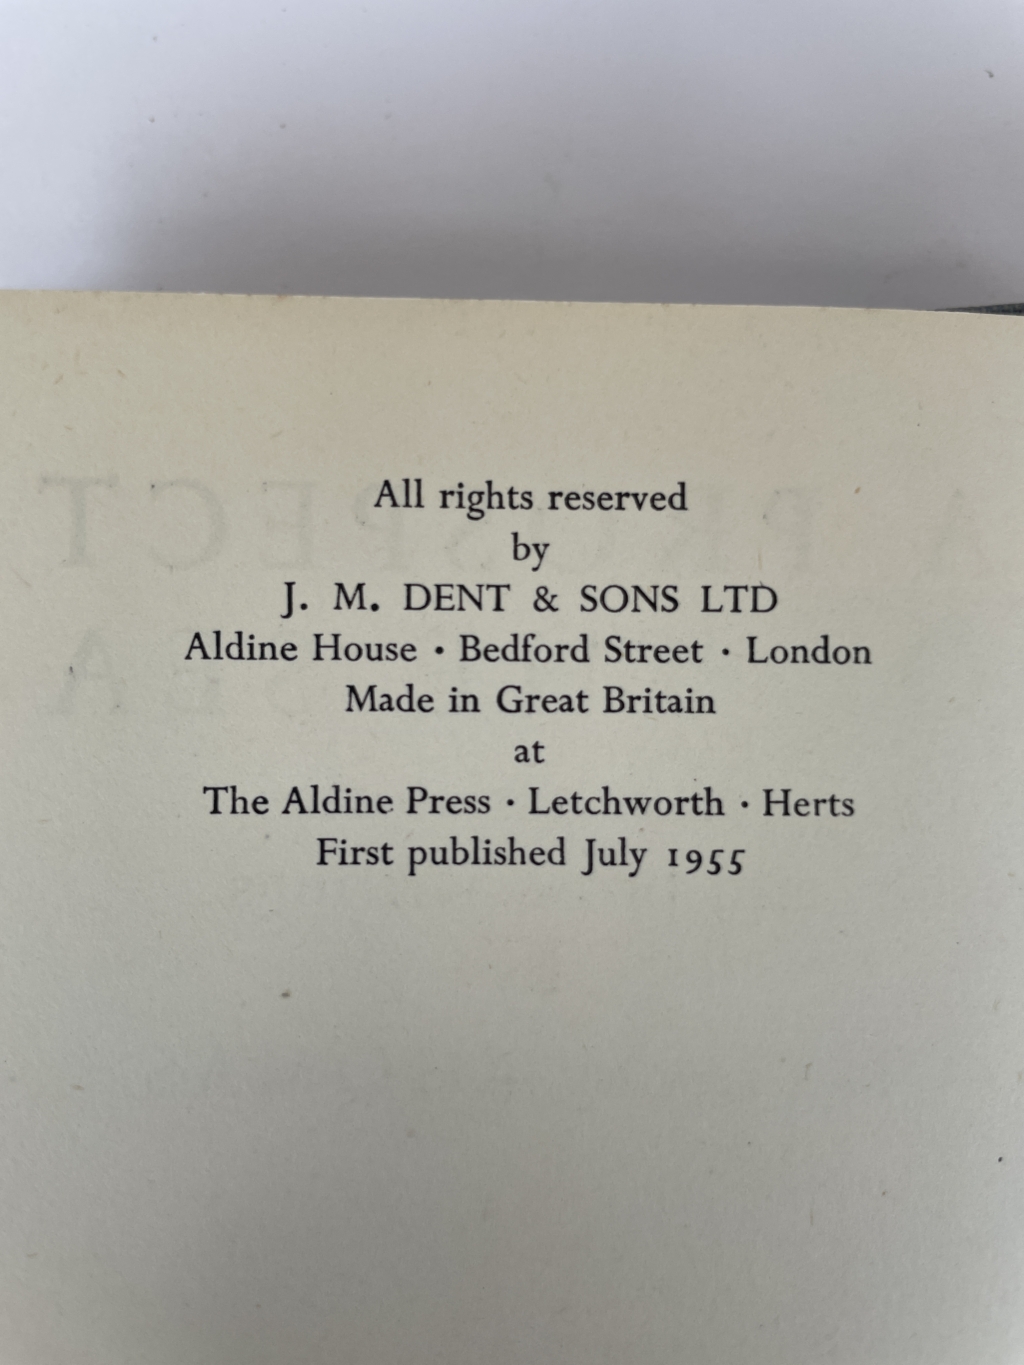 All rights reserved
by
J. M. DENT & SONS LTD
Aldine House · Bedford Street · London
Made in Great Britain
at
The Aldine Press · Letchworth · Herts
First published July 1955